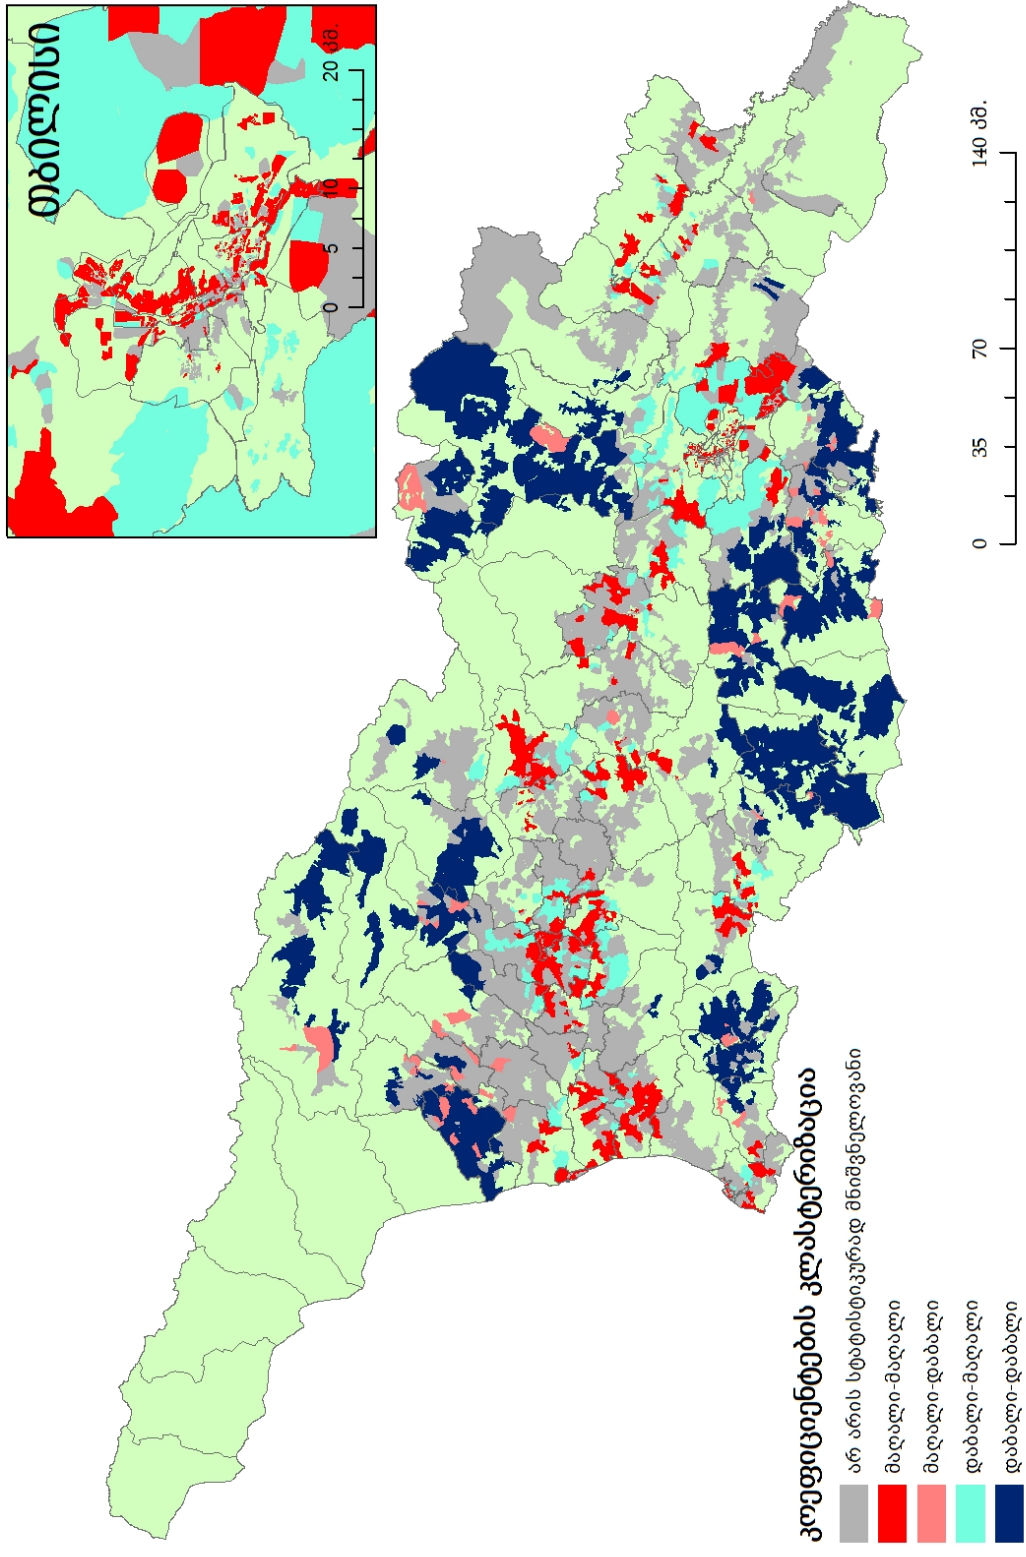 თბილისი
0 5 10 20 კმ.
კოეფიციენტების კლასტერიზაცია
არ არის სტატისტიკურად მნიშვნელოვანი
მაღალი-მაღალი
მაღალი-დაბალი
დაბალი-მაღალი
დაბალი-დაბალი
0 35 70 140 კმ.